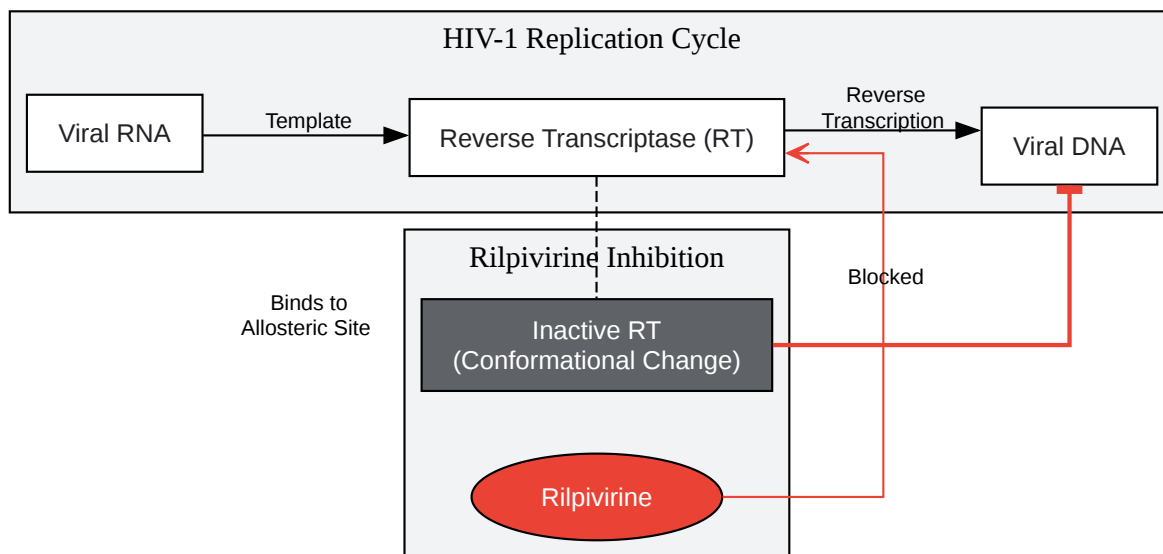 HIV-1 Replication Cycle
Viral RNA
Template
Reverse Transcriptase (RT)
Reverse
Transcription
Viral DNA
Rilpivirine Inhibition
Binds to
Allosteric Site
Inactive RT
(Conformational Change)
Blocked
Rilpivirine